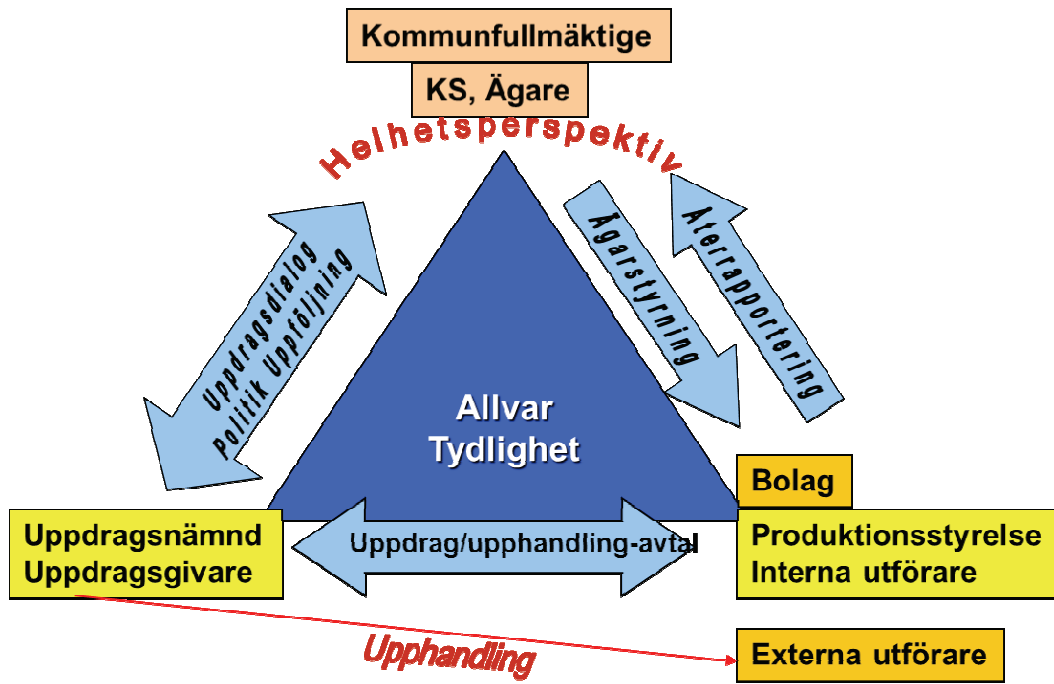 Kommunfullmäktige
KS, Ägare
Helhetsperspektiv
Uppdragsdialog
Politik Uppföljning
Ägarstyrning
Återrapportering
Allvar
Tydlighet
Bolag
Uppdragsnämnd
Uppdragsgivare
Uppdrag/upphandling-avtal
Produktionsstyrelse
Interna utförare
Upphandling
Externa utförare